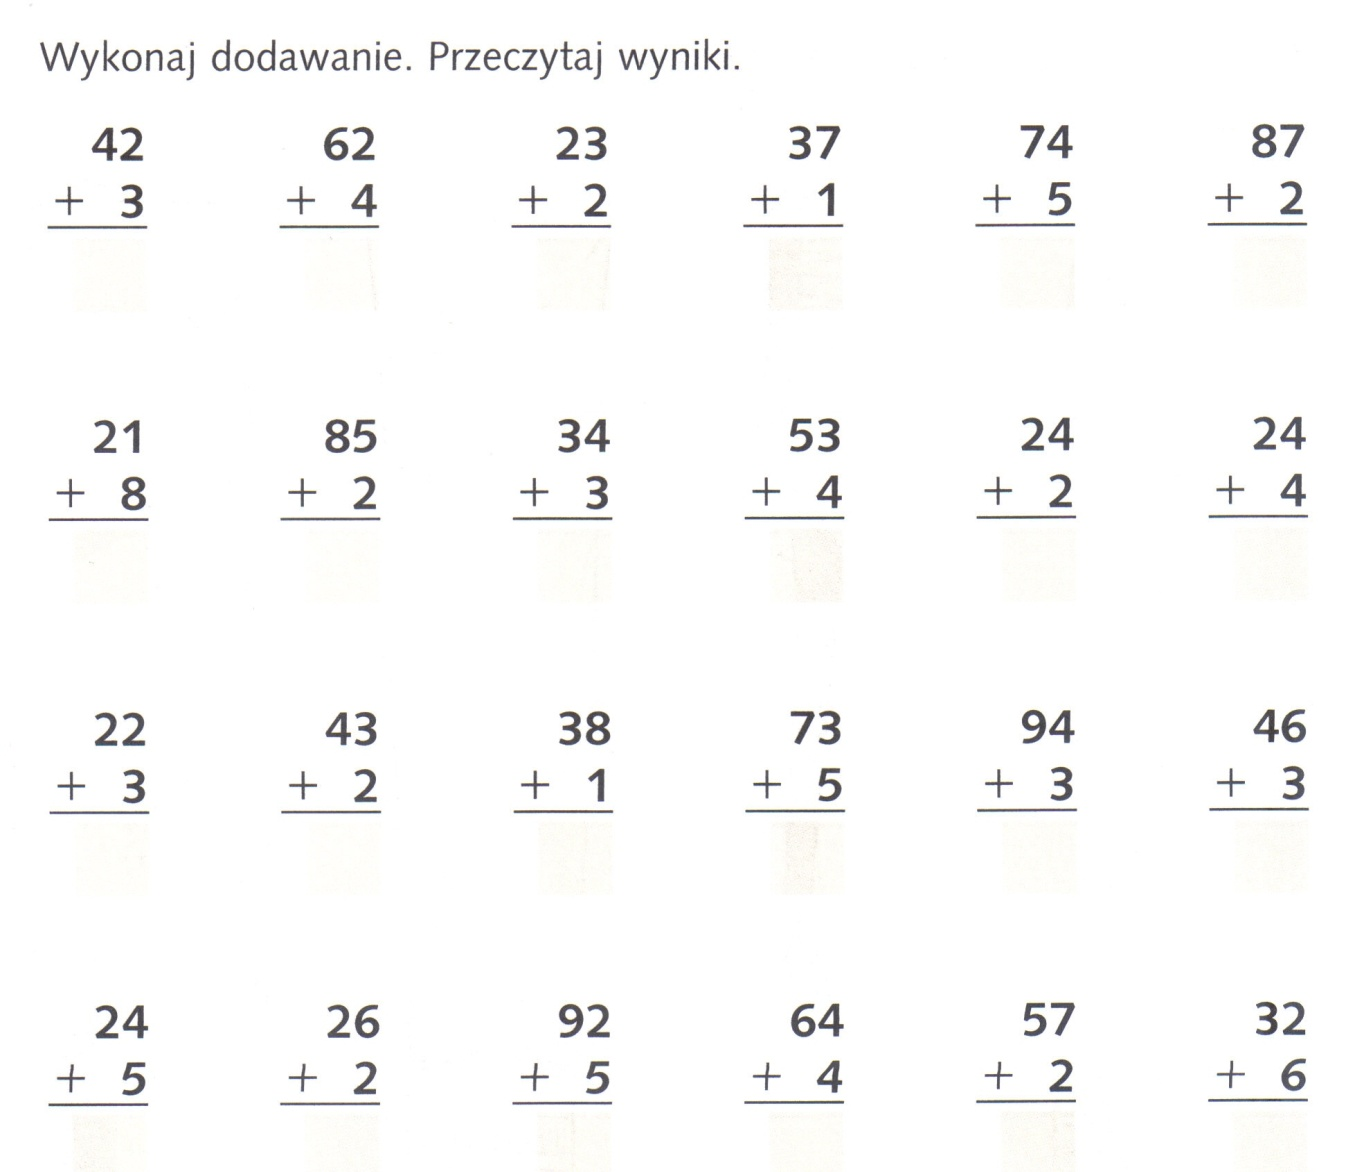 Wykonaj dodawanie. Przeczytaj wyniki.
42 62 23 37 74 87
+ 3 + 4 + 2 + 1 + 5 + 2
21 85 34 53 24 24
+ 8 + 2 + 3 + 4 + 2 + 4
22 43 38 73 94 46
+ 3 + 2 + 1 + 5 + 3 + 3
24 26 92 64 57 32
+ 5 + 2 + 5 + 4 + 2 + 6